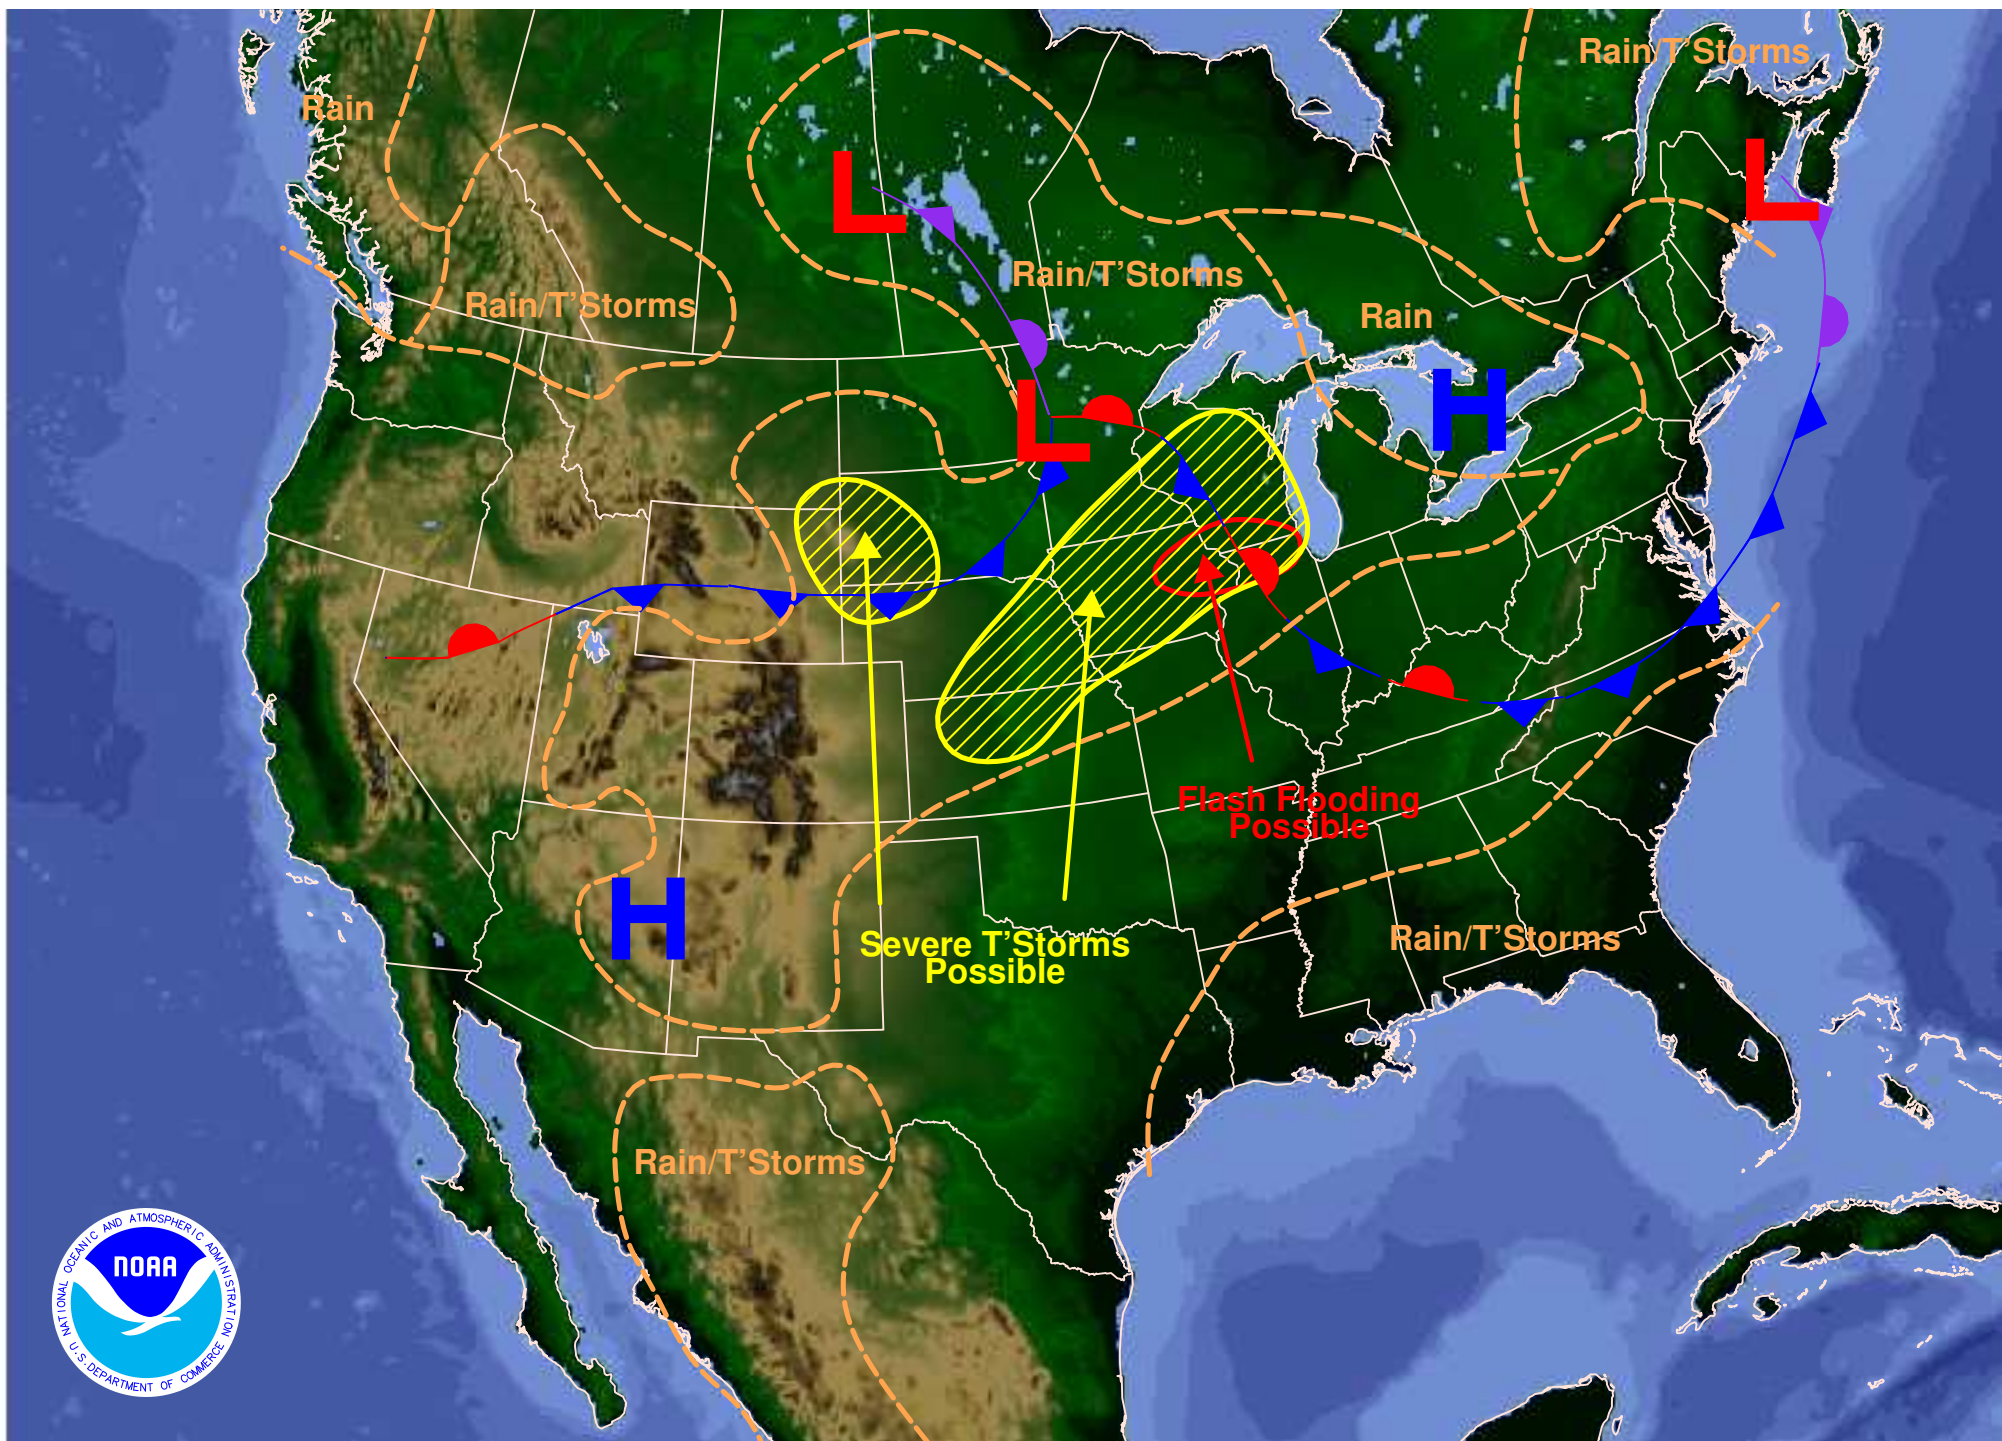 Rain/T'Storms
Rain
L
L
Rain/T'Storms
Rain/T'Storms
Rain
L
H
Flash Flooding
Possible
H
Severe T'Storms
Possible
Rain/T'Storms
Rain/T'Storms
NATIONAL OCEANIC AND ATMOSPHERIC ADMINISTRATION
NOAA
U.S. DEPARTMENT OF COMMERCE